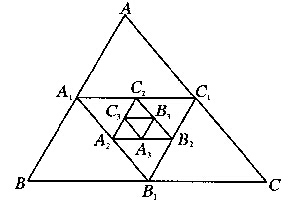 A
A₁ C₂ C₁
C₃ B₃
A₂ A₃ B₂
B B₁ C